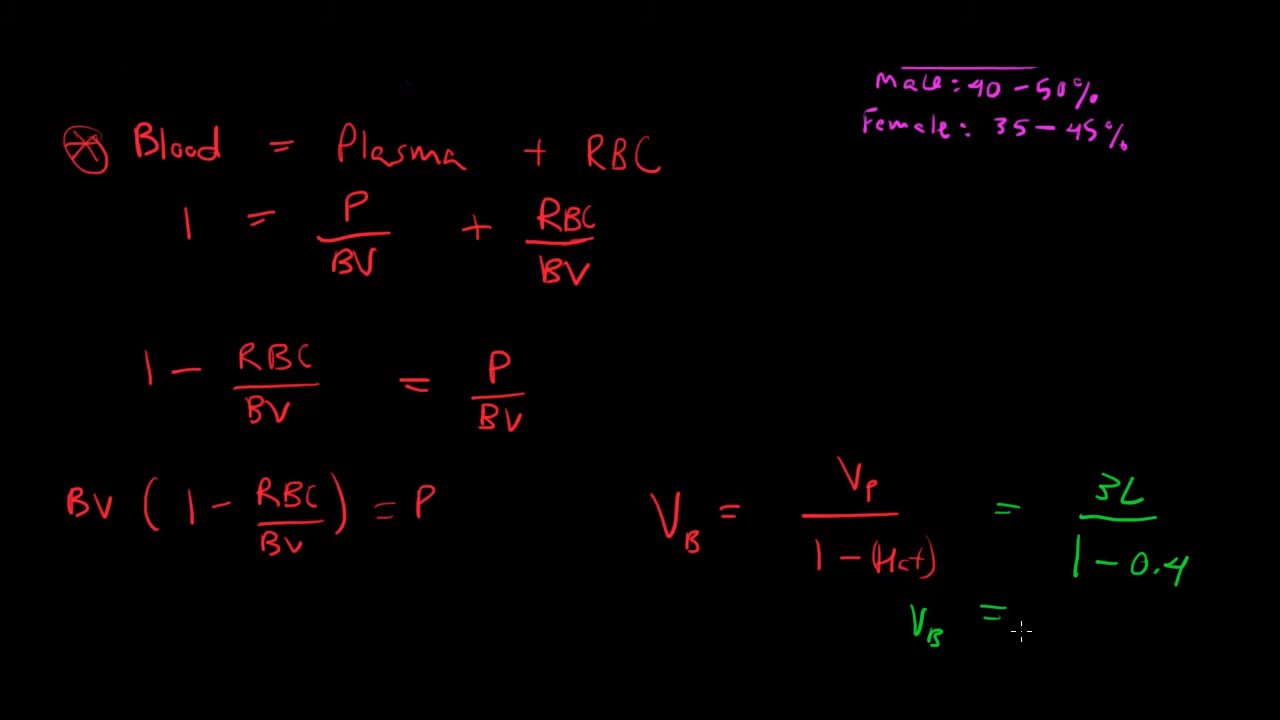 Male: 40 - 50%
Female: 35 - 45%
Blood = Plasma + RBC
1 = P/BV + RBC/BV
1 - RBC/BV = P/BV
BV ( 1 - RBC/BV ) = P
V_B = V_P / 1 - (Hct) = 3L / 1 - 0.4
V_B =